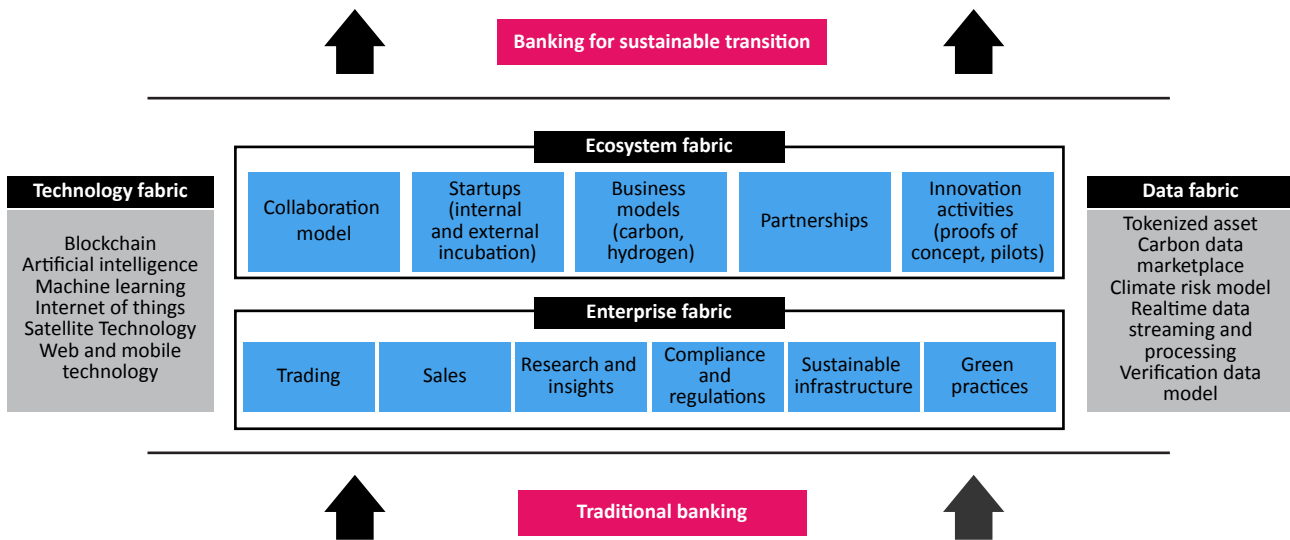 Banking for sustainable transition
Ecosystem fabric
Collaboration
model
Startups
(internal
and external
incubation)
Business
models
(carbon,
hydrogen)
Partnerships
Innovation
activities
(proofs of
concept, pilots)
Technology fabric
Blockchain
Artificial intelligence
Machine learning
Internet of things
Satellite Technology
Web and mobile
technology
Data fabric
Tokenized asset
Carbon data
marketplace
Climate risk model
Realtime data
streaming and
processing
Verification data
model
Enterprise fabric
Trading
Sales
Research and
insights
Compliance
and
regulations
Sustainable
infrastructure
Green
practices
Traditional banking